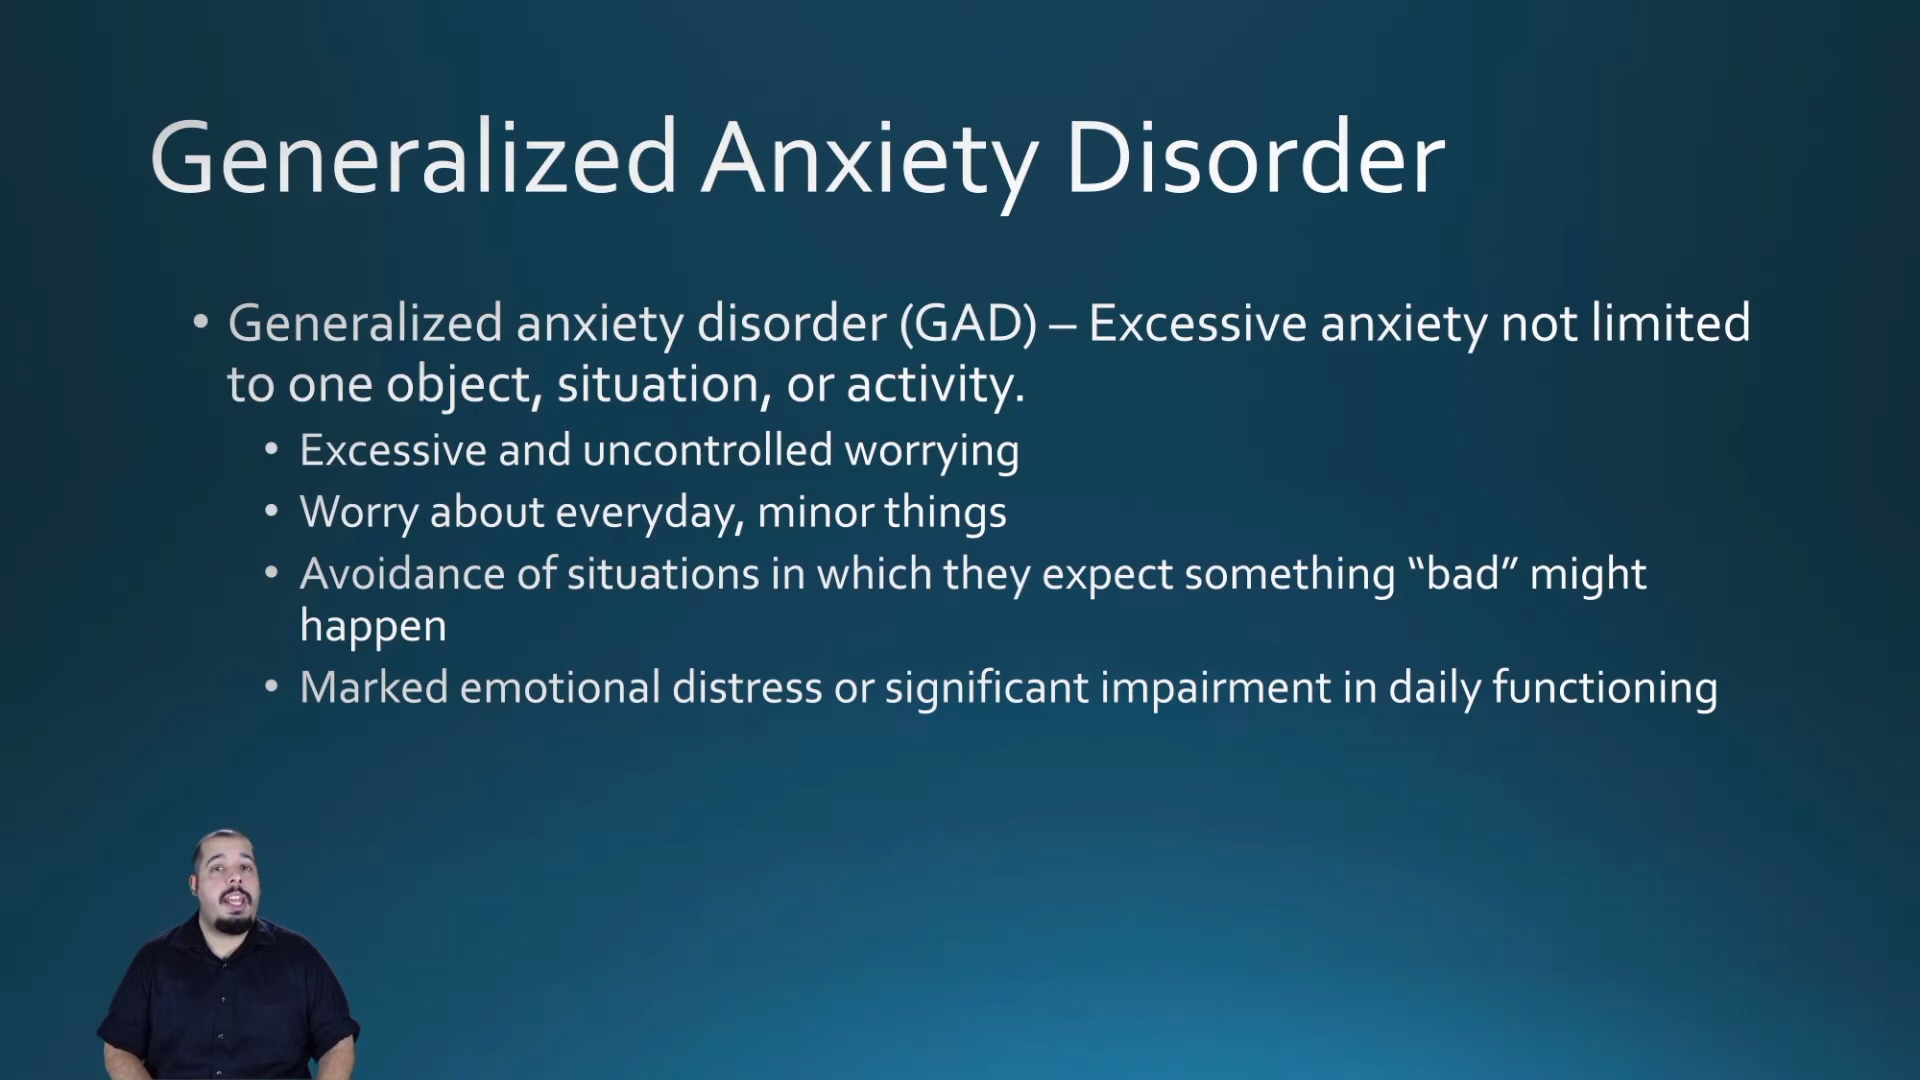 Generalized Anxiety Disorder
• Generalized anxiety disorder (GAD) – Excessive anxiety not limited
to one object, situation, or activity.
• Excessive and uncontrolled worrying
• Worry about everyday, minor things
• Avoidance of situations in which they expect something “bad” might
happen
• Marked emotional distress or significant impairment in daily functioning